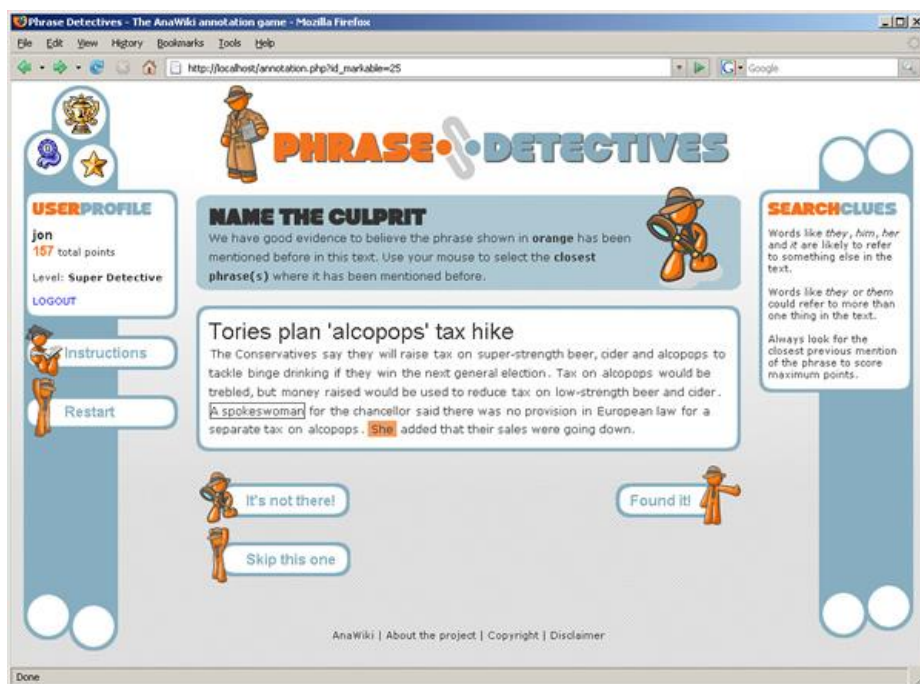 Phrase Detectives - The AnaWiki annotation game - Mozilla Firefox
File Edit View History Bookmarks Tools Help
http://localhost/annotation.php?id_markable=25
Google
PHRASE DETECTIVES
USERPROFILE
jon
157 total points
Level: Super Detective
LOGOUT
Instructions
Restart
NAME THE CULPRIT
We have good evidence to believe the phrase shown in orange has been
mentioned before in this text. Use your mouse to select the closest
phrase(s) where it has been mentioned before.
Tories plan 'alcopops' tax hike
The Conservatives say they will raise tax on super-strength beer, cider and alcopops to
tackle binge drinking if they win the next general election. Tax on alcopops would be
trebled, but money raised would be used to reduce tax on low-strength beer and cider.
A spokeswoman for the chancellor said there was no provision in European law for a
separate tax on alcopops. She added that their sales were going down.
It's not there!
Found it!
Skip this one
SEARCHCLUES
Words like they, him, her
and it are likely to refer
to something else in the
text.
Words like they or them
could refer to more than
one thing in the text.
Always look for the
closest previous mention
of the phrase to score
maximum points.
AnaWiki | About the project | Copyright | Disclaimer
Done